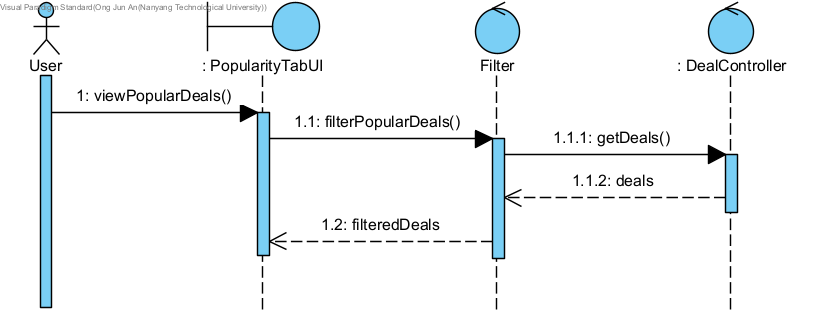 Visual Paradigm Standard(Ong Jun An(Nanyang Technological University))
User
: PopularityTabUI
Filter
: DealController
1: viewPopularDeals()
1.1: filterPopularDeals()
1.1.1: getDeals()
1.1.2: deals
1.2: filteredDeals